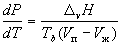 dP/dT = Δ_v H / T_b (V_п − V_ж)